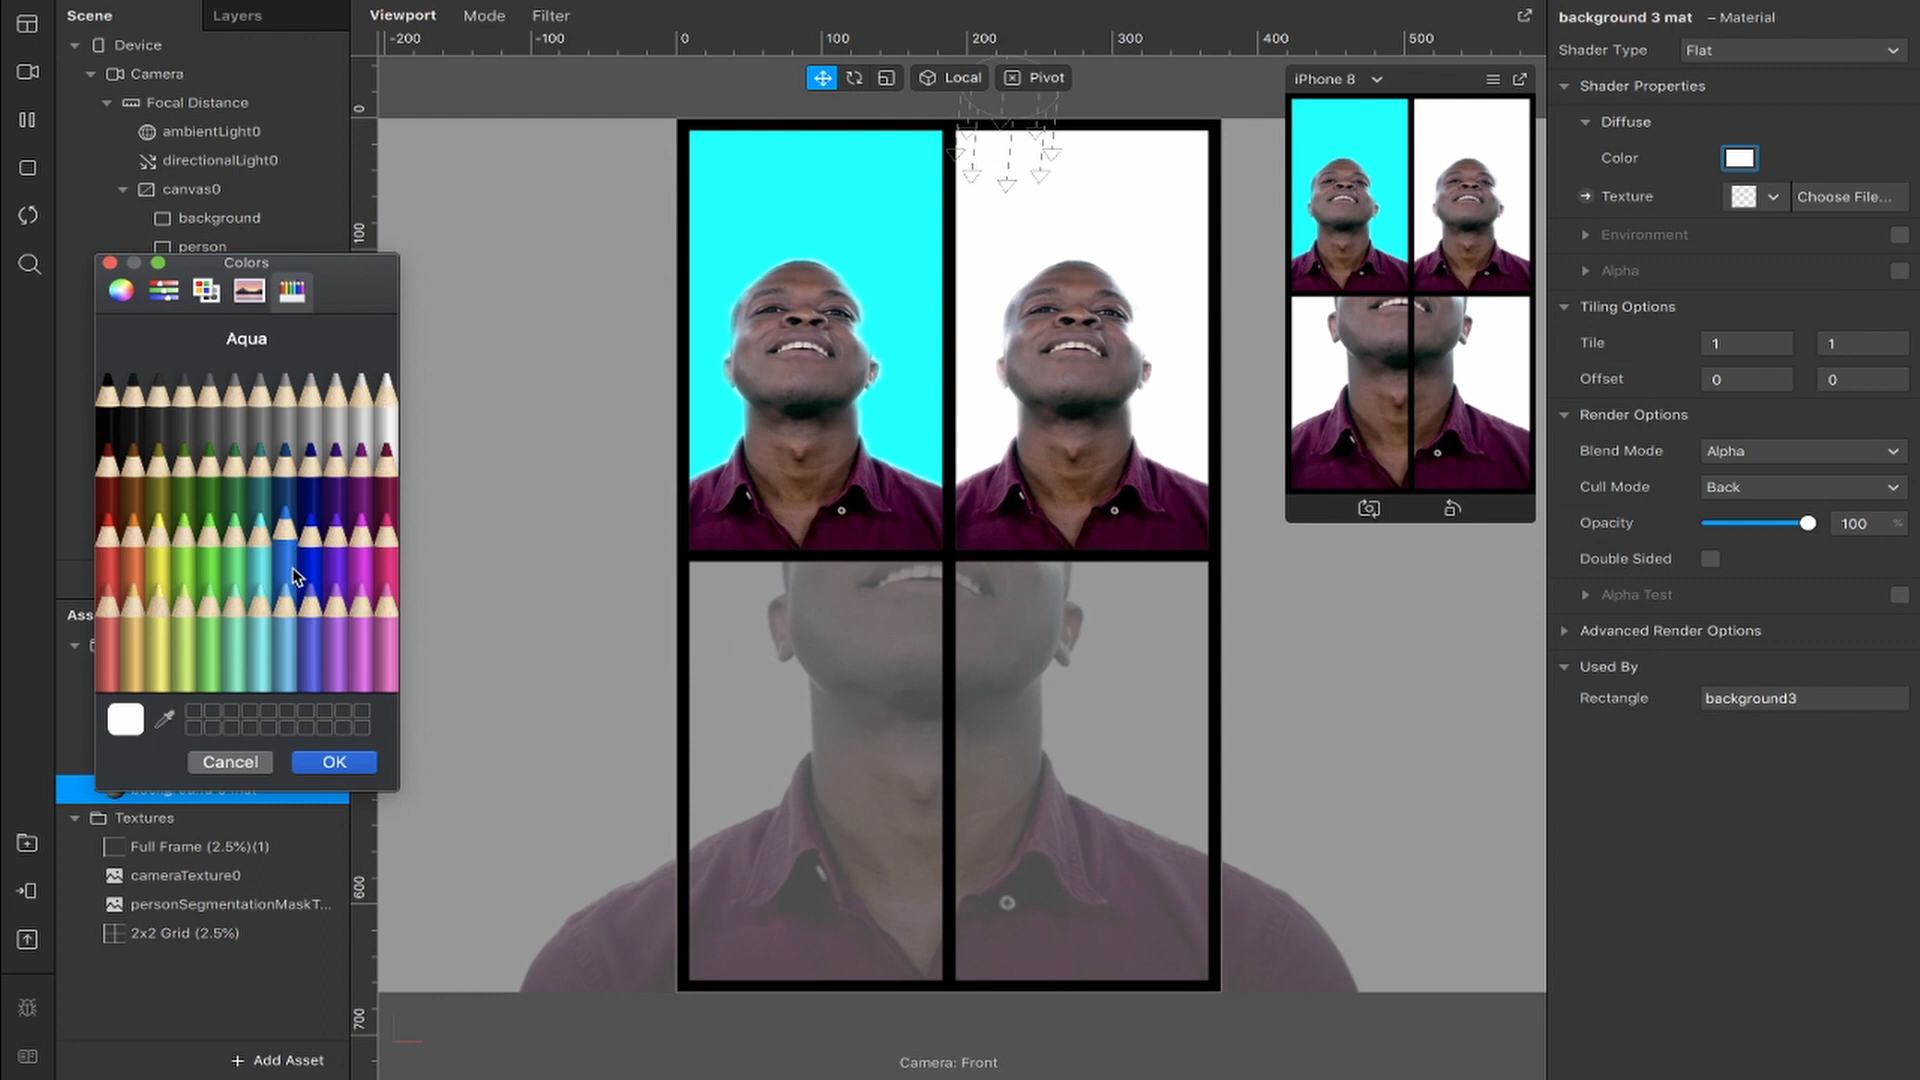 Scene
Layers
Device
Camera
Focal Distance
ambientLight0
directionalLight0
canvas0
background
person
Colors
Aqua
Cancel
OK
Textures
Full Frame (2.5%)(1)
cameraTexture0
personSegmentationMaskT...
2x2 Grid (2.5%)
+ Add Asset
Viewport
Mode
Filter
-200
-100
0
100
200
300
400
500
0
100
600
700
Local
Pivot
iPhone 8
Camera: Front
background 3 mat – Material
Shader Type
Flat
Shader Properties
Diffuse
Color
Texture
Choose File...
Environment
Alpha
Tiling Options
Tile
1
1
Offset
0
0
Render Options
Blend Mode
Alpha
Cull Mode
Back
Opacity
100
%
Double Sided
Alpha Test
Advanced Render Options
Used By
Rectangle
background3